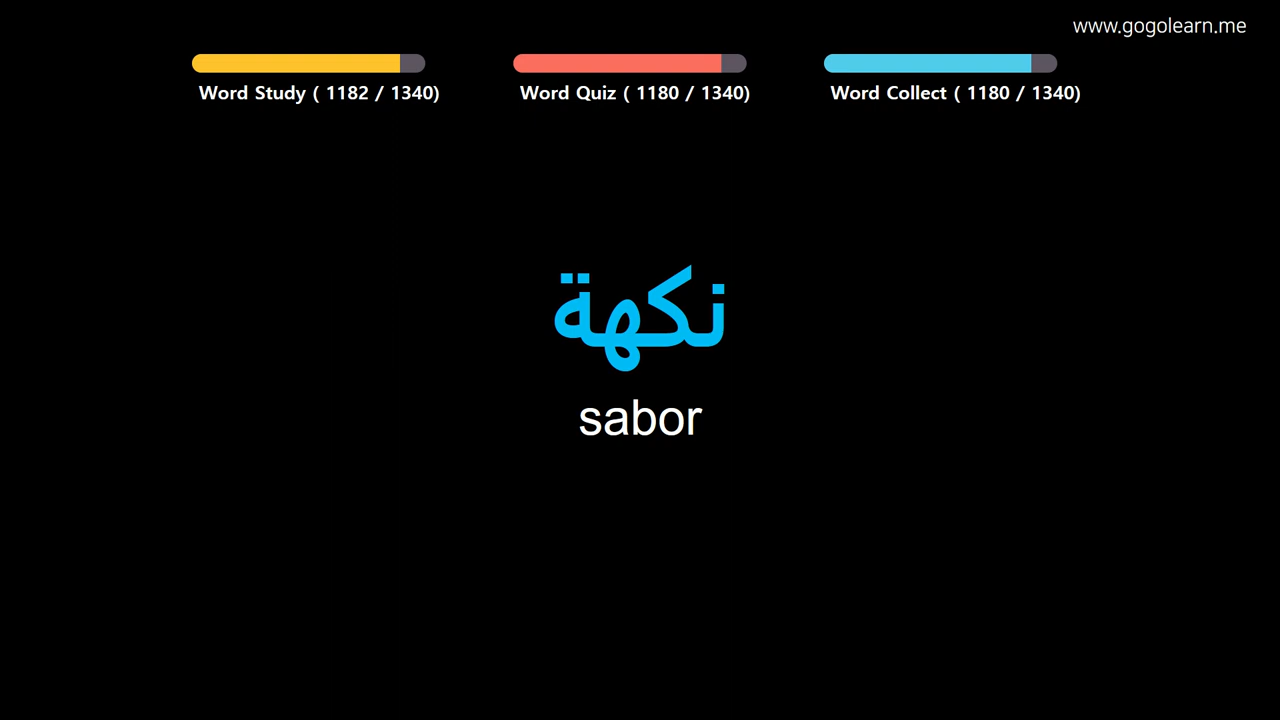 www.gogolearn.me
Word Study ( 1182 / 1340)
Word Quiz ( 1180 / 1340)
Word Collect ( 1180 / 1340)
نكهة
sabor